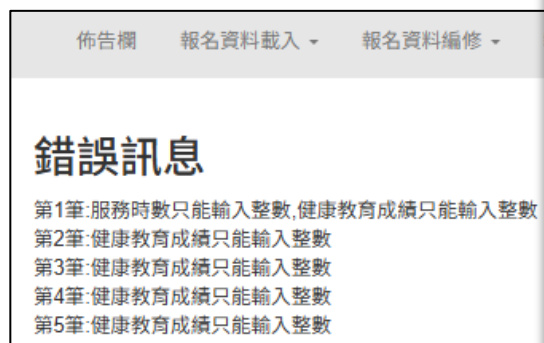 佈告欄 報名資料載入 報名資料編修
錯誤訊息
第1筆:服務時數只能輸入整數,健康教育成績只能輸入整數
第2筆:健康教育成績只能輸入整數
第3筆:健康教育成績只能輸入整數
第4筆:健康教育成績只能輸入整數
第5筆:健康教育成績只能輸入整數